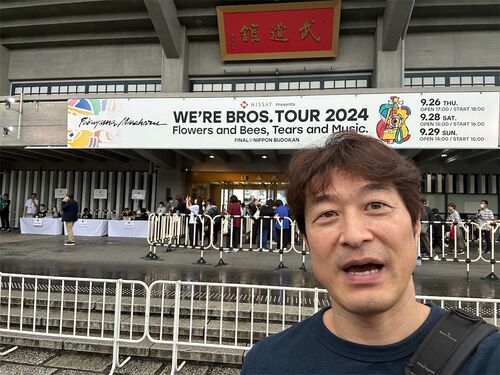 武道館
NISSAY Presents
WE'RE BROS. TOUR 2024
Flowers and Bees, Tears and Music.
FINAL // NIPPON BUDOKAN
9.26 THU.
OPEN 17:00 / START 18:00
9.28 SAT.
OPEN 15:00 / START 16:00
9.29 SUN.
OPEN 14:00 / START 15:00